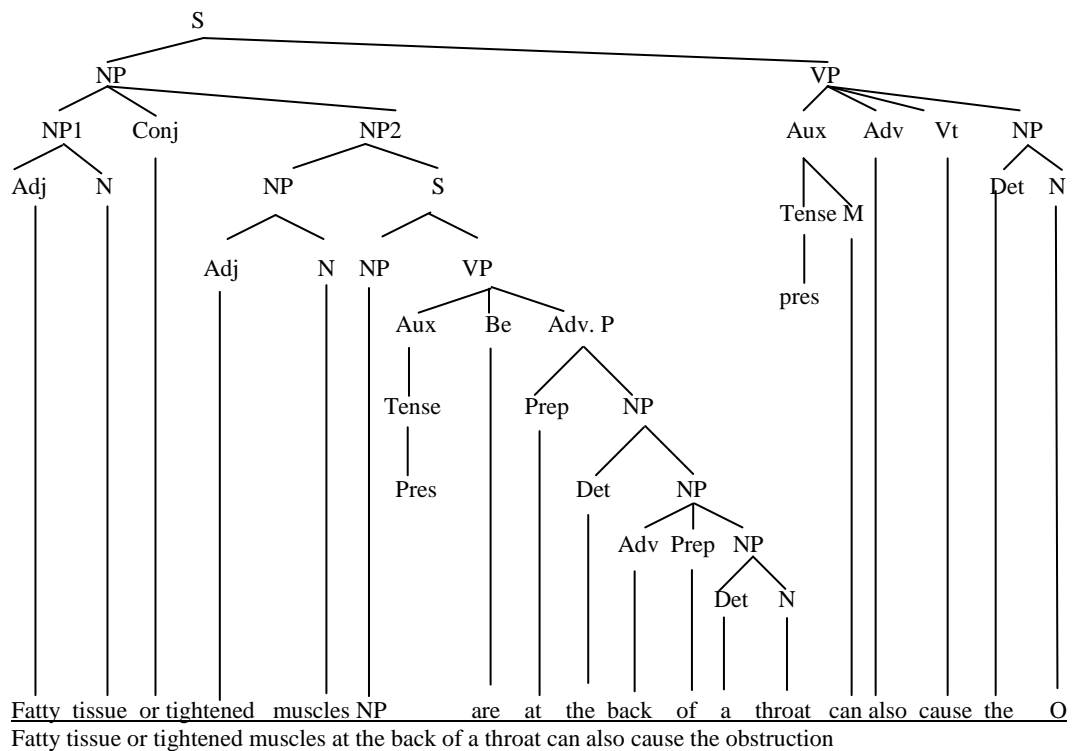 S
NP VP
NP1 Conj NP2 Aux Adv Vt NP
Adj N NP S Det N
Tense M
Adj N NP VP
pres
Aux Be Adv. P
Tense Prep NP
Pres Det NP
Adv Prep NP
Det N
Fatty tissue or tightened muscles NP are at the back of a throat can also cause the O
Fatty tissue or tightened muscles at the back of a throat can also cause the obstruction